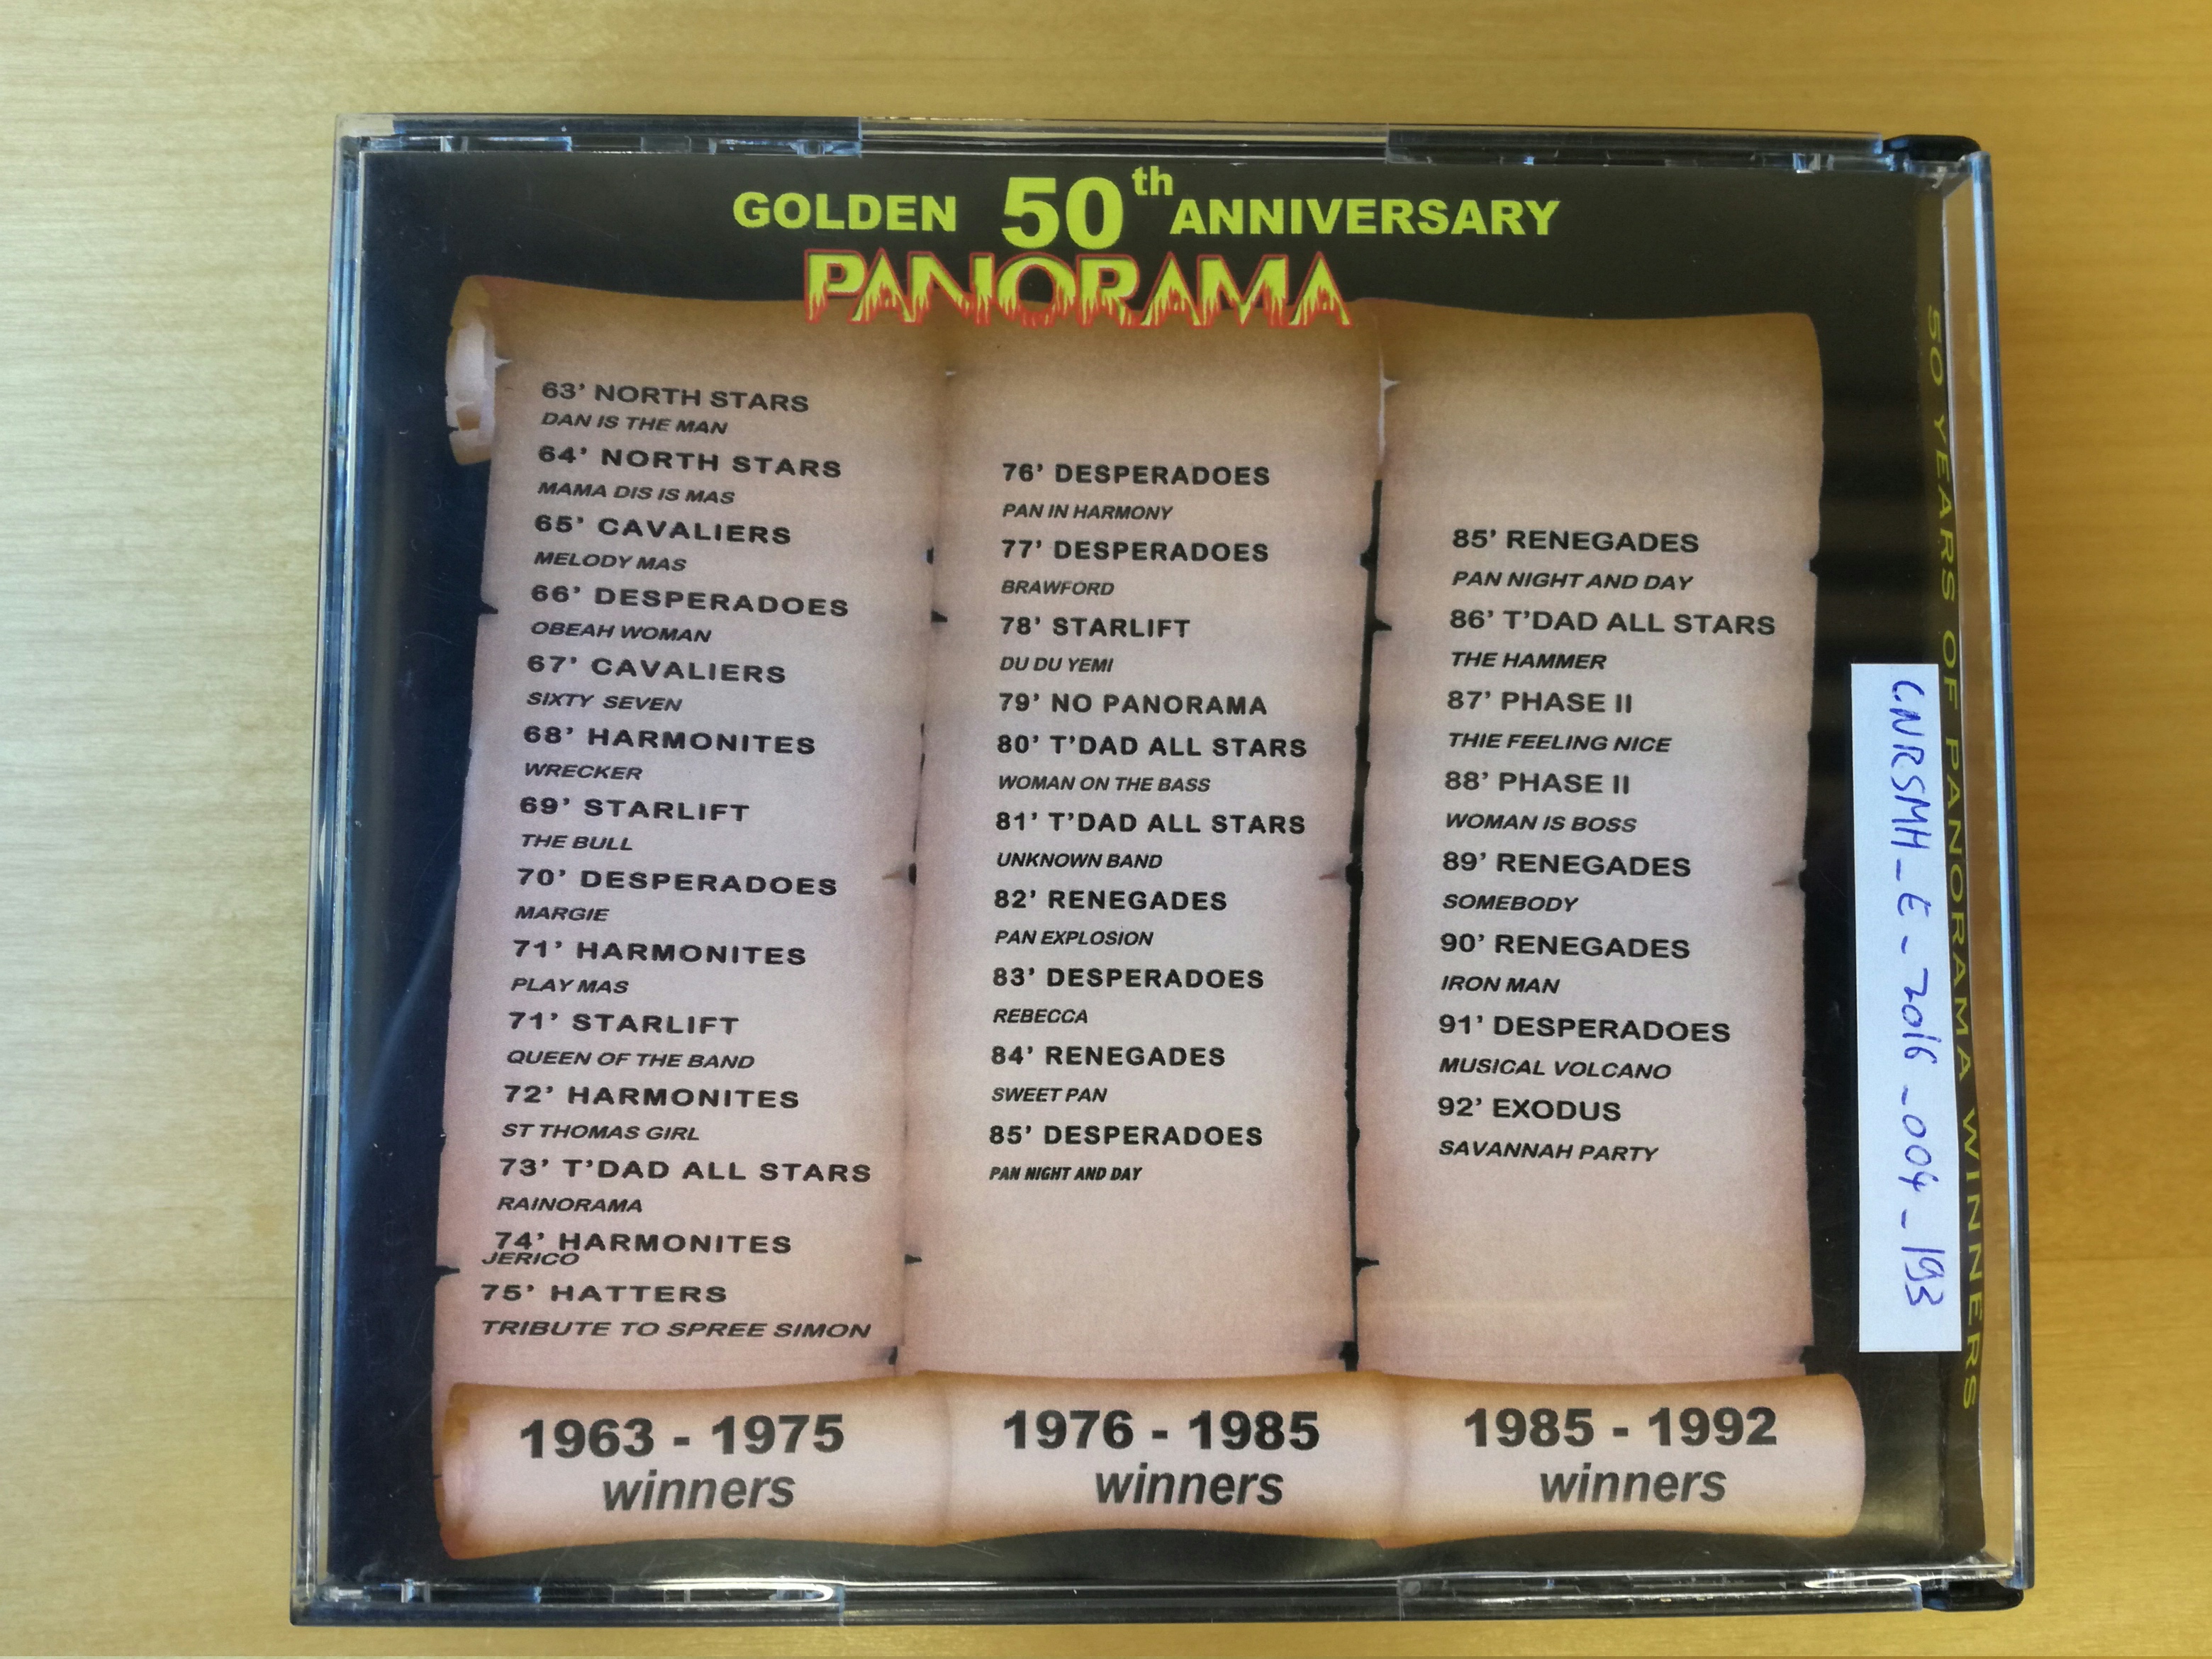 GOLDEN 50th ANNIVERSARY
PANORAMA
63' NORTH STARS
DAN IS THE MAN
64' NORTH STARS
MAMA DIS IS MAS
65' CAVALIERS
MELODY MAS
66' DESPERADOES
OBEAH WOMAN
67' CAVALIERS
SIXTY SEVEN
68' HARMONITES
WRECKER
69' STARLIFT
THE BULL
70' DESPERADOES
MARGIE
71' HARMONITES
PLAY MAS
71' STARLIFT
QUEEN OF THE BAND
72' HARMONITES
ST THOMAS GIRL
73' T'DAD ALL STARS
RAINORAMA
74' HARMONITES
JERICO
75' HATTERS
TRIBUTE TO SPREE SIMON
1963 - 1975
winners
76' DESPERADOES
PAN IN HARMONY
77' DESPERADOES
BRAWFORD
78' STARLIFT
DU DU YEMI
79' NO PANORAMA
80' T'DAD ALL STARS
WOMAN ON THE BASS
81' T'DAD ALL STARS
UNKNOWN BAND
82' RENEGADES
PAN EXPLOSION
83' DESPERADOES
REBECCA
84' RENEGADES
SWEET PAN
85' DESPERADOES
PAN NIGHT AND DAY
1976 - 1985
winners
85' RENEGADES
PAN NIGHT AND DAY
86' T'DAD ALL STARS
THE HAMMER
87' PHASE II
THIE FEELING NICE
88' PHASE II
WOMAN IS BOSS
89' RENEGADES
SOMEBODY
90' RENEGADES
IRON MAN
91' DESPERADOES
MUSICAL VOLCANO
92' EXODUS
SAVANNAH PARTY
1985 - 1992
winners
CNRSMH_E_2016_004_193
50 YEARS OF PANORAMA WINNERS